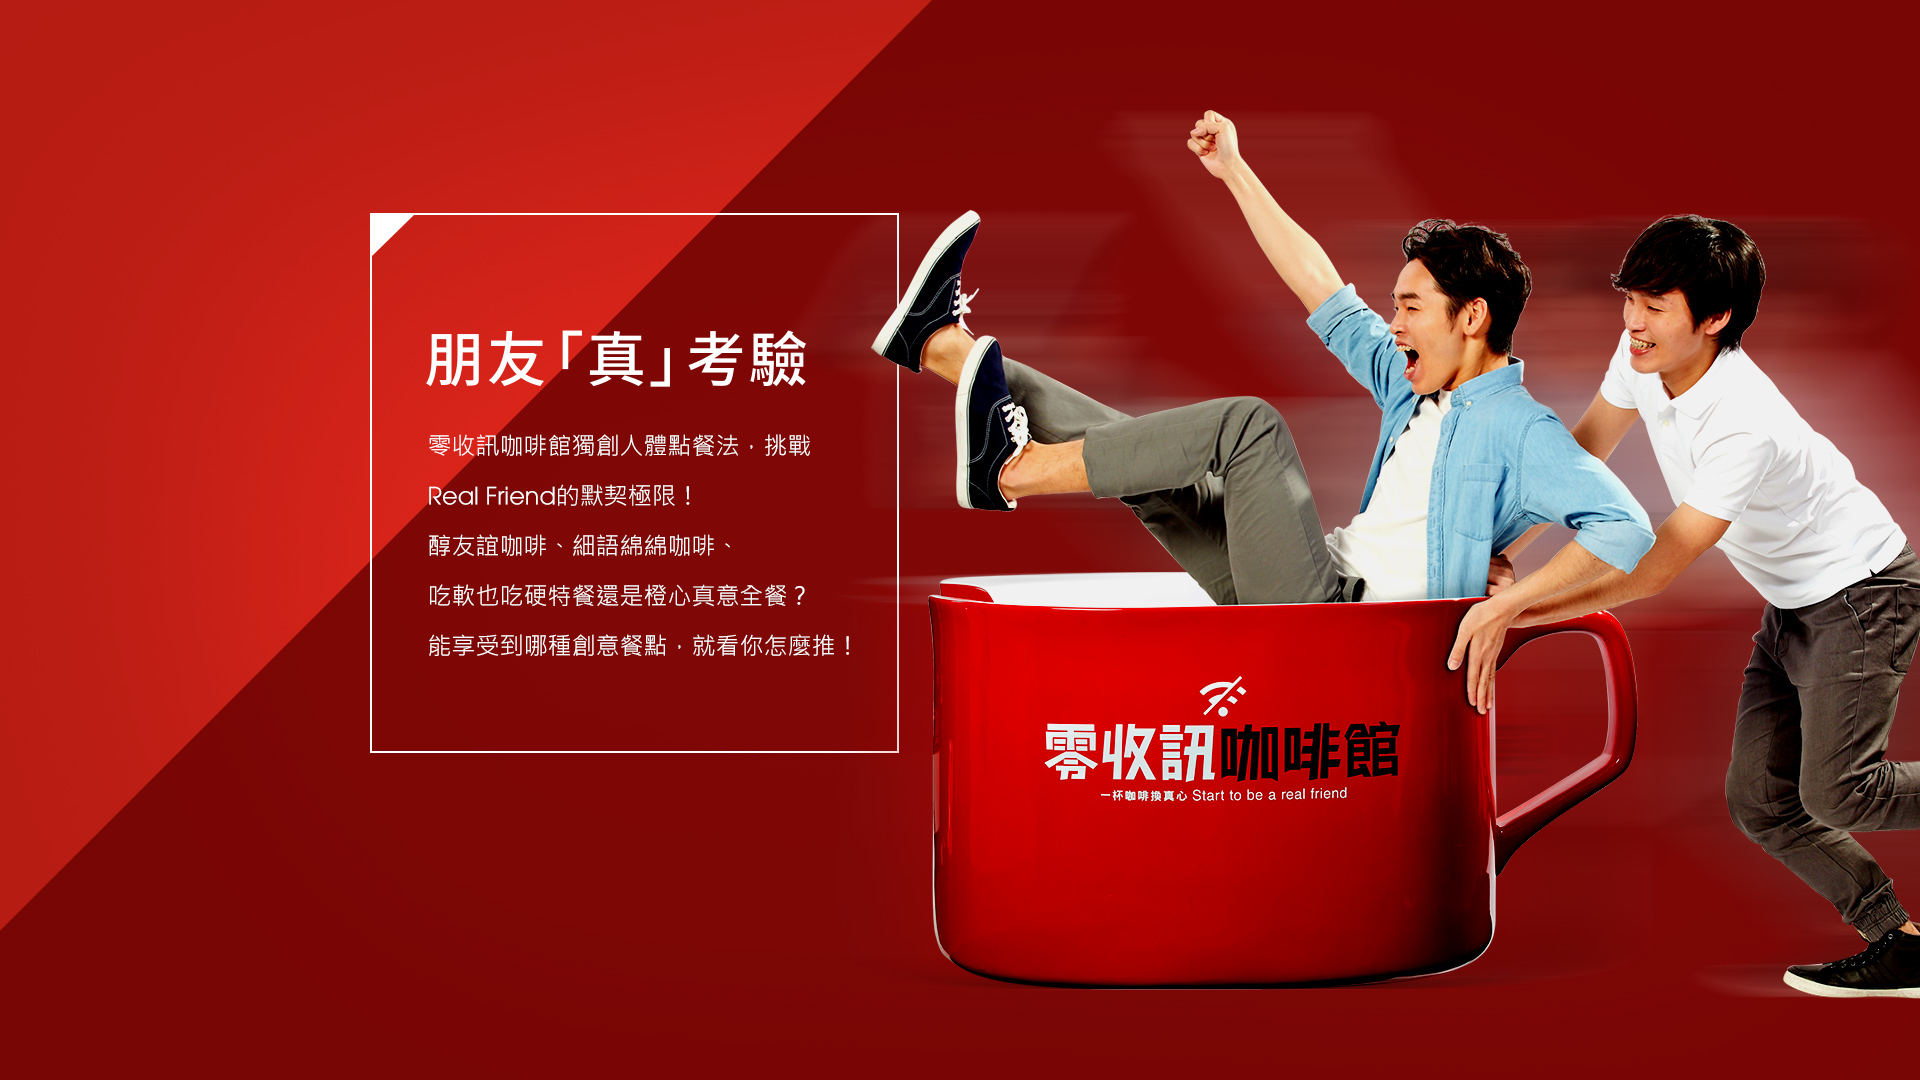 朋友「真」考驗
零收訊咖啡館獨創人體點餐法，挑戰
Real Friend的默契極限！
醇友誼咖啡、細語綿綿咖啡、
吃軟也吃硬特餐還是橙心真意全餐？
能享受到哪種創意餐點，就看你怎麼推！
零收訊咖啡館
一杯咖啡換真心 Start to be a real friend